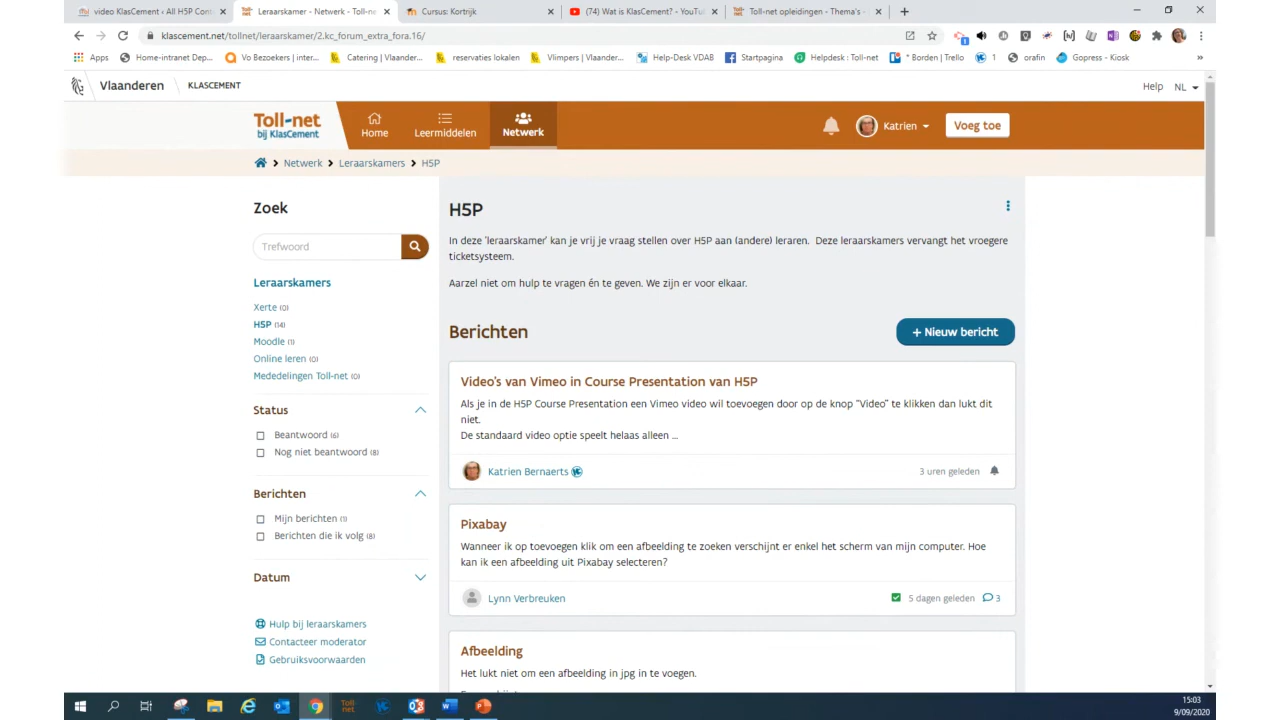 video KlasCement ‹ All H5P Cont
Leraarskamer - Netwerk - Toll-ne
Cursus: Kortrijk
(74) Wat is KlasCement? - YouTu
Toll-net opleidingen - Thema's -
klascement.net/tollnet/leraarskamer/2.kc_forum_extra_fora.16/
Apps
Home-intranet Dep...
Vo Bezoekers | inter...
Catering | Vlaander...
reservaties lokalen
Vlimpers | Vlaander...
Help-Desk VDAB
Startpagina
Helpdesk : Toll-net
* Borden | Trello
1
orafin
Gopress - Kiosk
»
Vlaanderen
KLASCEMENT
Help
NL
Toll-net
bij KlasCement
Home
Leermiddelen
Netwerk
Katrien
Voeg toe
Netwerk
Leraarskamers
H5P
Zoek
Trefwoord
Leraarskamers
Xerte (0)
H5P (14)
Moodle (1)
Online leren (0)
Mededelingen Toll-net (0)
Status
Beantwoord (6)
Nog niet beantwoord (8)
Berichten
Mijn berichten (1)
Berichten die ik volg (8)
Datum
Hulp bij leraarskamers
Contacteer moderator
Gebruiksvoorwaarden
H5P
In deze 'leraarskamer' kan je vrij je vraag stellen over H5P aan (andere) leraren. Deze leraarskamers vervangt het vroegere
ticketsysteem.
Aarzel niet om hulp te vragen én te geven. We zijn er voor elkaar.
Berichten
+ Nieuw bericht
Video's van Vimeo in Course Presentation van H5P
Als je in de H5P Course Presentation een Vimeo video wil toevoegen door op de knop "Video" te klikken dan lukt dit
niet.
De standaard video optie speelt helaas alleen ...
Katrien Bernaerts
3 uren geleden
Pixabay
Wanneer ik op toevoegen klik om een afbeelding te zoeken verschijnt er enkel het scherm van mijn computer. Hoe
kan ik een afbeelding uit Pixabay selecteren?
Lynn Verbreuken
5 dagen geleden
3
Afbeelding
Het lukt niet om een afbeelding in jpg in te voegen.
15:03
9/09/2020